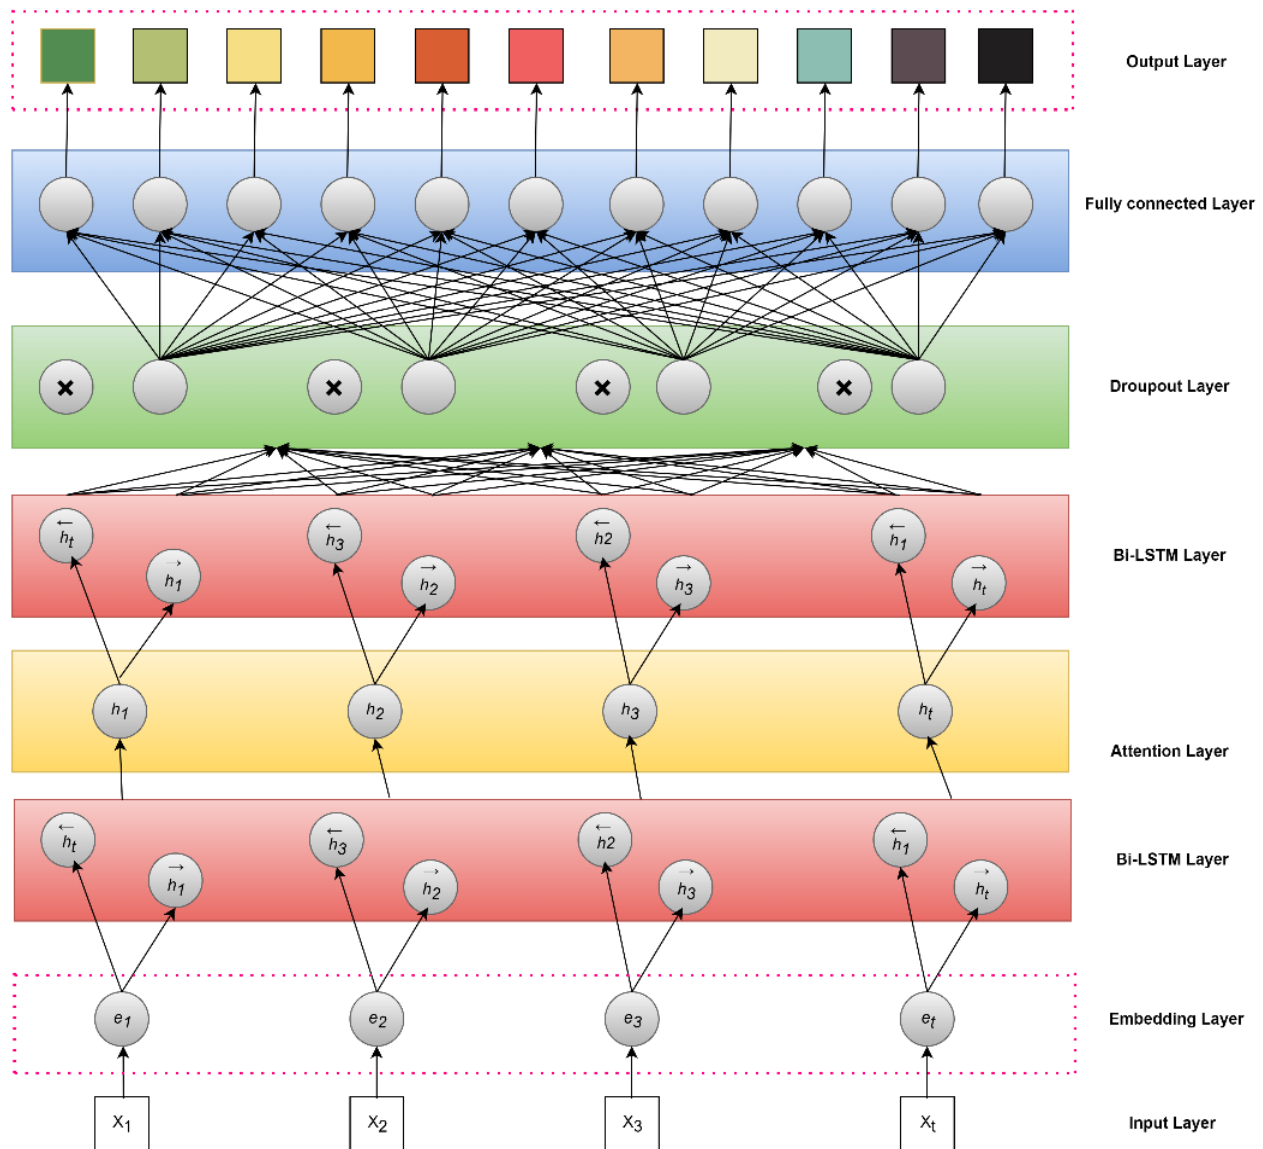 Output Layer
Fully connected Layer
× × × ×
Droupout Layer
←ht ←h3 ←h2 ←h1
→h1 →h2 →h3 →ht
Bi-LSTM Layer
h1 h2 h3 ht
Attention Layer
←ht ←h3 ←h2 ←h1
→h1 →h2 →h3 →ht
Bi-LSTM Layer
e1 e2 e3 et
Embedding Layer
X1 X2 X3 Xt
Input Layer